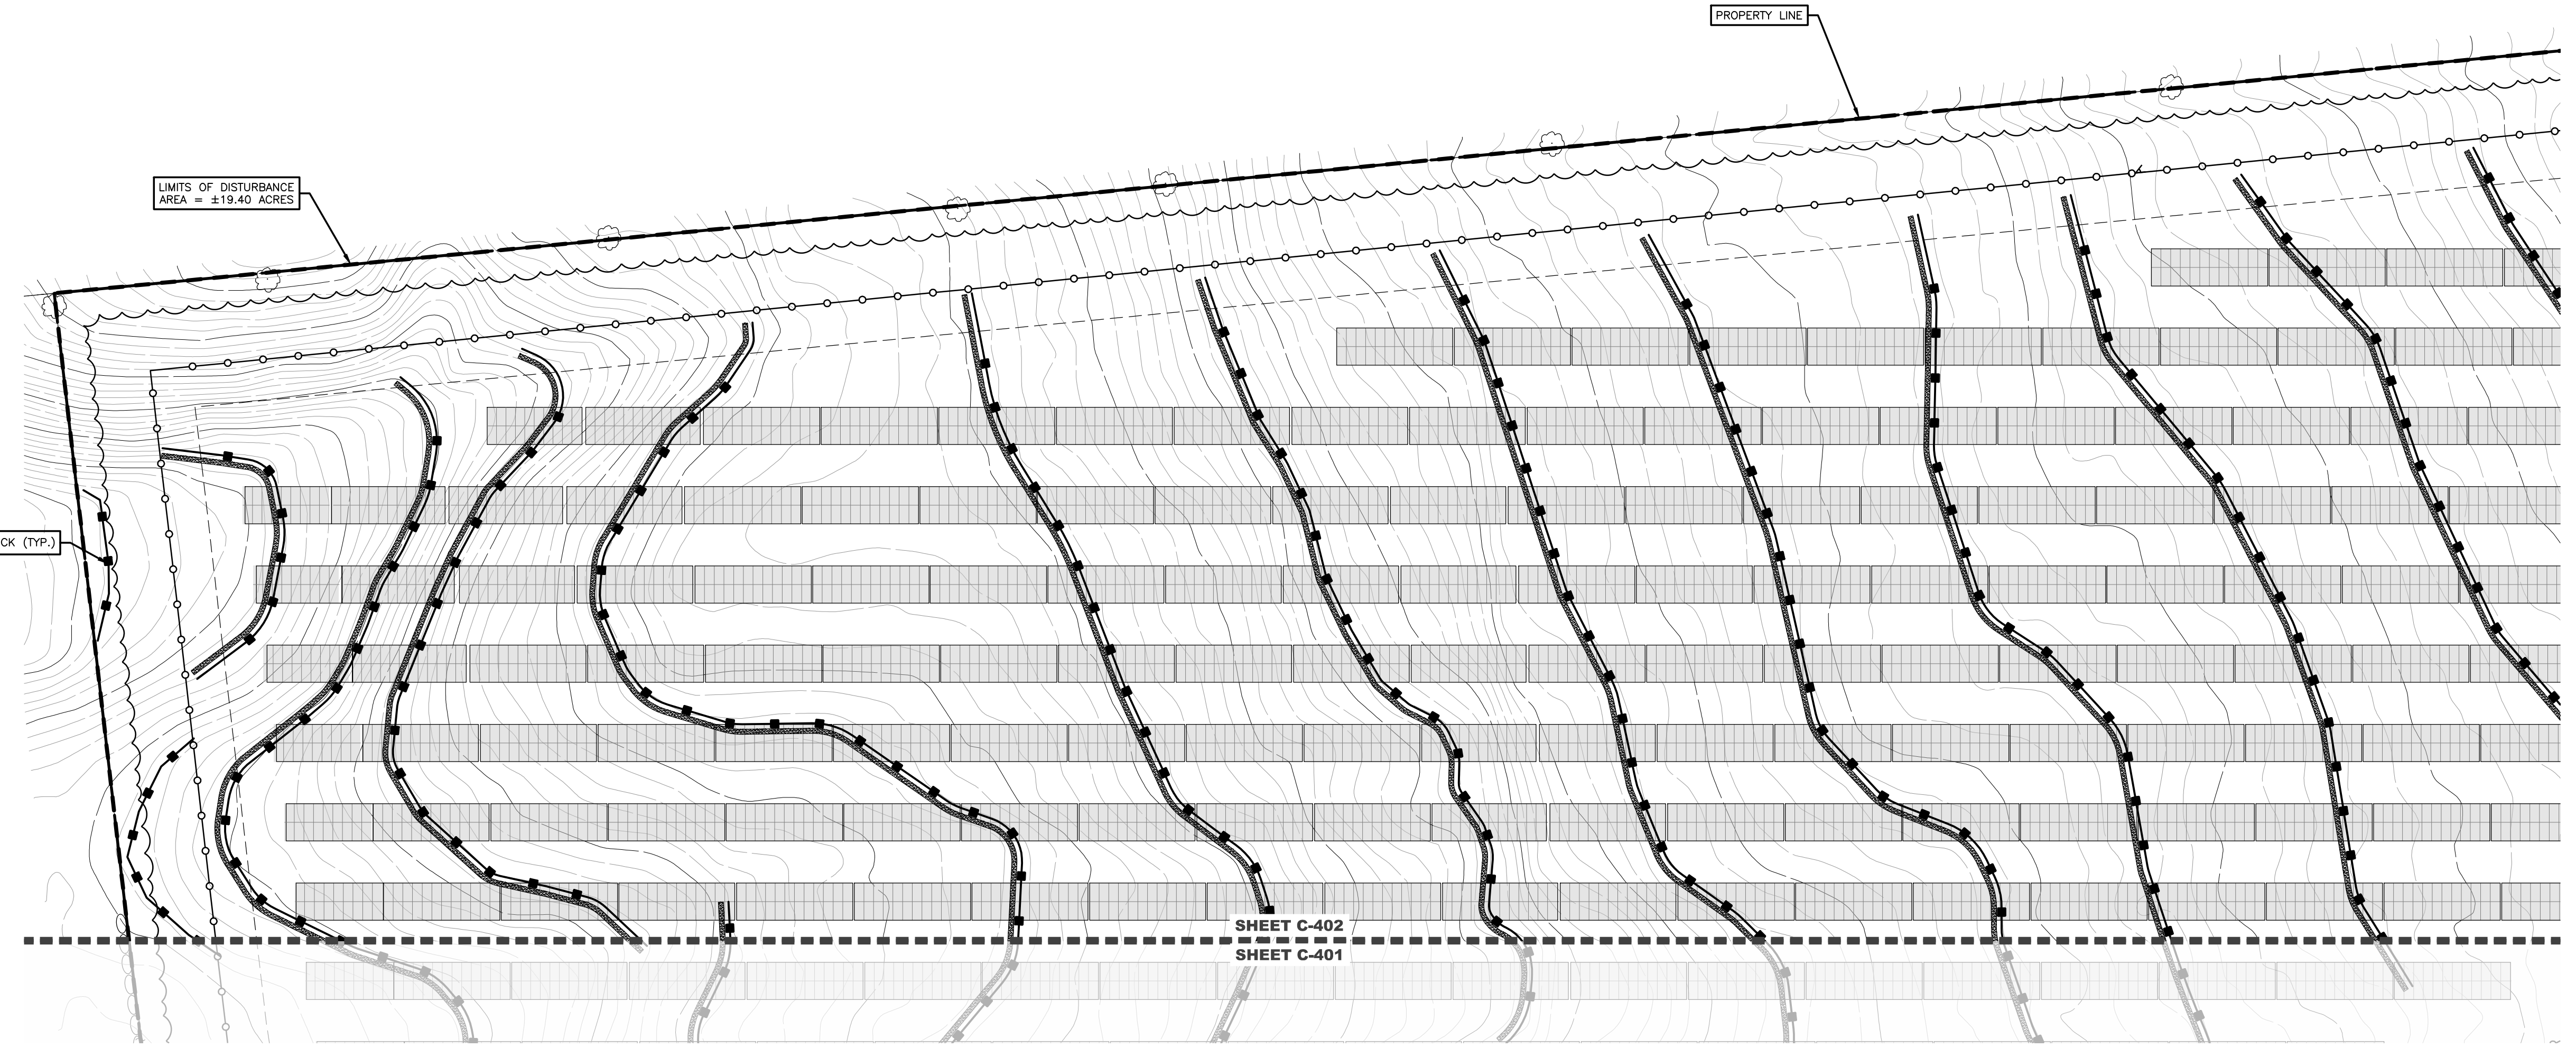 PROPERTY LINE
LIMITS OF DISTURBANCE
AREA = ±19.40 ACRES
CK (TYP.)
SHEET C-402
SHEET C-401